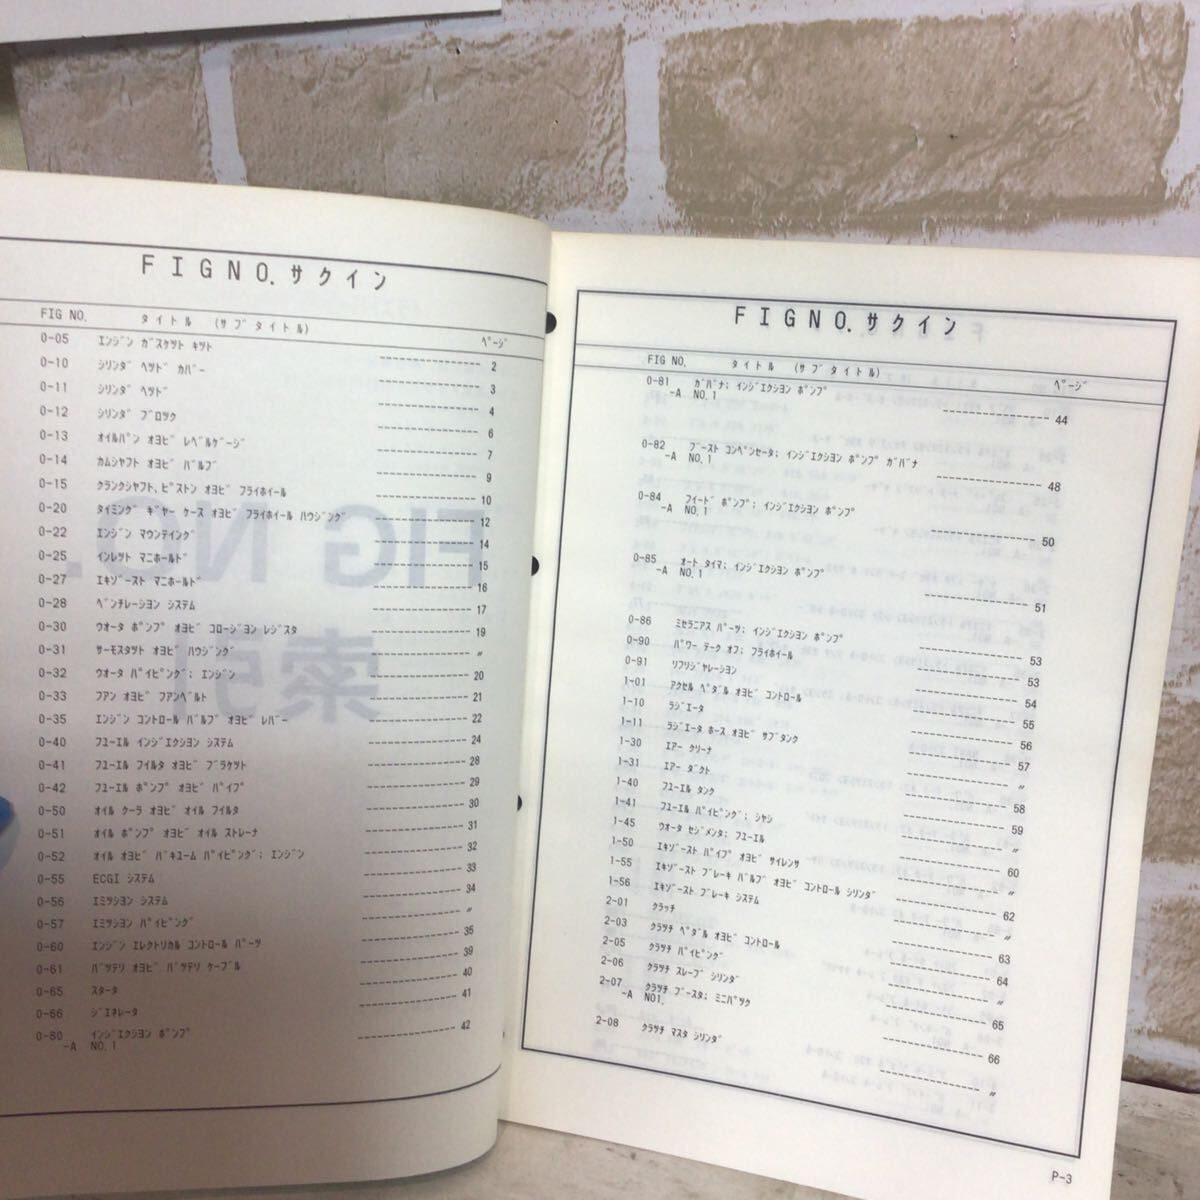 FIGNO.サクイン
FIG NO. タイトル (サブタイトル) ページ
0-05 エンジン ガスケット キット 2
0-10 シリンダ ヘッド カバー 3
0-11 シリンダ ヘッド 4
0-12 シリンダ ブロック 6
0-13 オイルパン オヨビ レベルゲージ 7
0-14 カムシャフト オヨビ バルブ 9
0-15 クランクシャフト,ピストン オヨビ フライホイール 10
0-20 タイミング ギヤー ケース オヨビ フライホイール ハウジング 12
0-22 エンジン マウンテイング 14
0-25 インレット マニホールド 15
0-27 エキゾースト マニホールド 16
0-28 ベンチレーション システム 17
0-30 ウオータ ポンプ オヨビ コロージヨン レジスタ 19
0-31 サーモスタット オヨビ ハウジング 〃
0-32 ウオータ パイピング; エンジン 20
0-33 フアン オヨビ フアンベルト 21
0-35 エンジン コントロール バルブ オヨビ レバー 22
0-40 フユーエル インジエクシヨン システム 24
0-41 フユーエル フイルタ オヨビ ブラケツト 28
0-42 フユーエル ポンプ オヨビ パイプ 29
0-50 オイル クーラ オヨビ オイル フイルタ 30
0-51 オイル ポンプ オヨビ オイル ストレーナ 31
0-52 オイル オヨビ バキユーム パイピング; エンジン 32
0-55 ECGI システム 33
0-56 エミツシヨン システム 34
0-57 エミツシヨン パイピング 〃
0-60 エンジン エレクトリカル コントロール パーツ 35
0-61 バツテリ オヨビ バツテリ ケーブル 39
0-65 スタータ 40
0-66 ジエネレータ 41
0-80 インジエクシヨン ポンプ 42
-A NO.1
FIGNO.サクイン
FIG NO. タイトル (サブタイトル) ページ
0-81 ガバナ; インジエクシヨン ポンプ
-A NO.1 44
0-82 ブースト コンペンセータ; インジエクシヨン ポンプ ガバナ
-A NO.1 48
0-84 フイード ポンプ; インジエクシヨン ポンプ
-A NO.1 50
0-85 オート タイマ; インジエクシヨン ポンプ
-A NO.1 51
0-86 ミセラニアス パーツ; インジエクシヨン ポンプ 53
0-90 パワー テーク オフ; フライホイール 53
0-91 リフリジヤレーシヨン 54
1-01 アクセル ペダル オヨビ コントロール 55
1-10 ラジエータ 56
1-11 ラジエータ ホース オヨビ サブタンク 57
1-30 エアー クリーナ 〃
1-31 エアー ダクト 58
1-40 フユーエル タンク 59
1-41 フユーエル パイピング; シヤシ 〃
1-45 ウオータ セジメンタ; フユーエル 60
1-50 エキゾースト パイプ オヨビ サイレンサ 〃
1-55 エキゾースト ブレーキ バルブ オヨビ コントロール シリンダ 62
1-56 エキゾースト ブレーキ システム 〃
2-01 クラッチ 63
2-03 クラツチ ペダル オヨビ コントロール 64
2-05 クラツチ パイピング 〃
2-06 クラツチ スレーブ シリンダ 65
2-07 クラツチ ブースタ; ミニパツク
-A NO1. 66
2-08 クラツチ マスタ シリンダ 〃
P-3